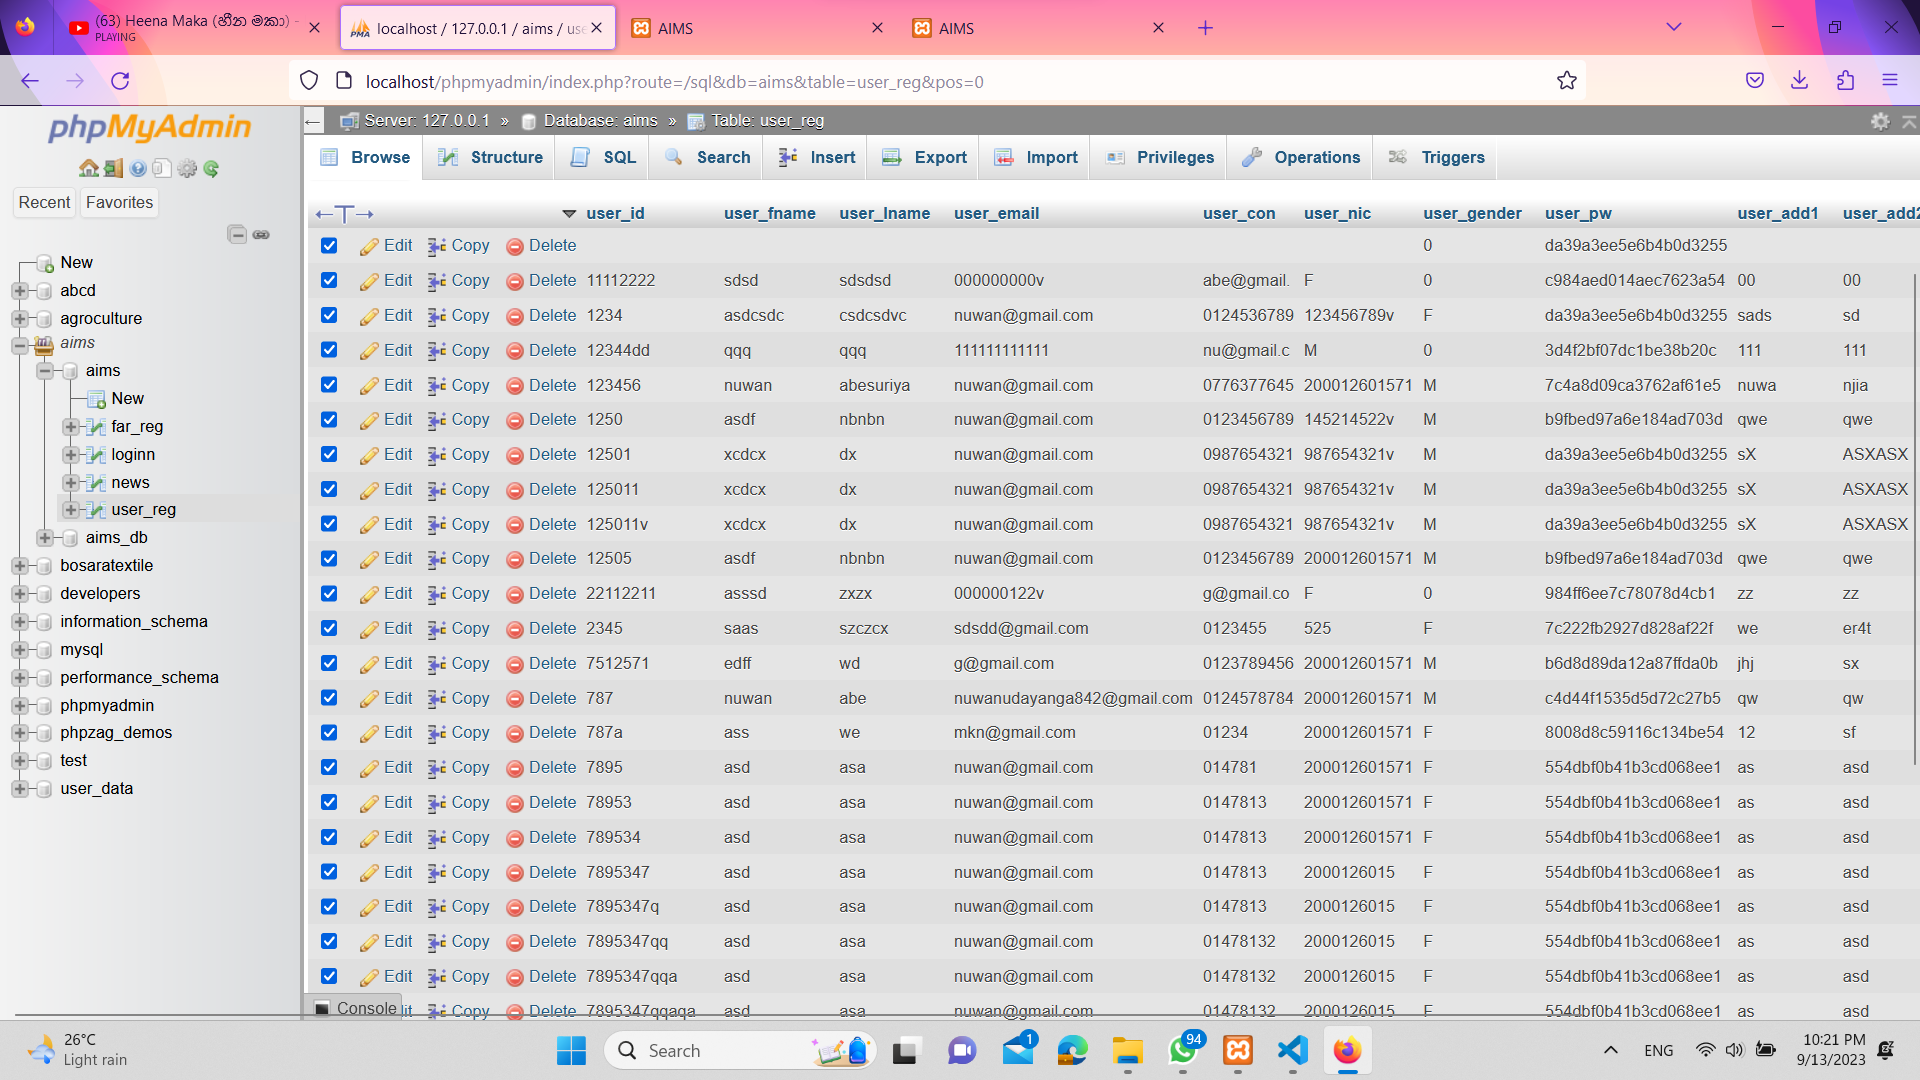 (63) Heena Maka (හීන මකා) -
PLAYING
localhost / 127.0.0.1 / aims / use
AIMS
AIMS
localhost/phpmyadmin/index.php?route=/sql&db=aims&table=user_reg&pos=0
phpMyAdmin
Recent Favorites
New
abcd
agroculture
aims
aims
New
far_reg
loginn
news
user_reg
aims_db
bosaratextile
developers
information_schema
mysql
performance_schema
phpmyadmin
phpzag_demos
test
user_data
Server: 127.0.0.1 » Database: aims » Table: user_reg
Browse Structure SQL Search Insert Export Import Privileges Operations Triggers
←T→ user_id user_fname user_lname user_email user_con user_nic user_gender user_pw user_add1 user_add2
Edit Copy Delete 0 da39a3ee5e6b4b0d3255
Edit Copy Delete 11112222 sdsd sdsdsd 000000000v abe@gmail. F 0 c984aed014aec7623a54 00 00
Edit Copy Delete 1234 asdcsdc csdcsdvc nuwan@gmail.com 0124536789 123456789v F da39a3ee5e6b4b0d3255 sads sd
Edit Copy Delete 12344dd qqq qqq 111111111111 nu@gmail.c M 0 3d4f2bf07dc1be38b20c 111 111
Edit Copy Delete 123456 nuwan abesuriya nuwan@gmail.com 0776377645 200012601571 M 7c4a8d09ca3762af61e5 nuwa njia
Edit Copy Delete 1250 asdf nbnbn nuwan@gmail.com 0123456789 145214522v M b9fbed97a6e184ad703d qwe qwe
Edit Copy Delete 12501 xcdcx dx nuwan@gmail.com 0987654321 987654321v M da39a3ee5e6b4b0d3255 sX ASXASX
Edit Copy Delete 125011 xcdcx dx nuwan@gmail.com 0987654321 987654321v M da39a3ee5e6b4b0d3255 sX ASXASX
Edit Copy Delete 125011v xcdcx dx nuwan@gmail.com 0987654321 987654321v M da39a3ee5e6b4b0d3255 sX ASXASX
Edit Copy Delete 12505 asdf nbnbn nuwan@gmail.com 0123456789 200012601571 M b9fbed97a6e184ad703d qwe qwe
Edit Copy Delete 22112211 asssd zxzx 000000122v g@gmail.co F 0 984ff6ee7c78078d4cb1 zz zz
Edit Copy Delete 2345 saas szczcx sdsdd@gmail.com 0123455 525 F 7c222fb2927d828af22f we er4t
Edit Copy Delete 7512571 edff wd g@gmail.com 0123789456 200012601571 M b6d8d89da12a87ffda0b jhj sx
Edit Copy Delete 787 nuwan abe nuwanudayanga842@gmail.com 0124578784 200012601571 M c4d44f1535d5d72c27b5 qw qw
Edit Copy Delete 787a ass we mkn@gmail.com 01234 200012601571 F 8008d8c59116c134be54 12 sf
Edit Copy Delete 7895 asd asa nuwan@gmail.com 014781 200012601571 F 554dbf0b41b3cd068ee1 as asd
Edit Copy Delete 78953 asd asa nuwan@gmail.com 0147813 200012601571 F 554dbf0b41b3cd068ee1 as asd
Edit Copy Delete 789534 asd asa nuwan@gmail.com 0147813 200012601571 F 554dbf0b41b3cd068ee1 as asd
Edit Copy Delete 7895347 asd asa nuwan@gmail.com 0147813 2000126015 F 554dbf0b41b3cd068ee1 as asd
Edit Copy Delete 7895347q asd asa nuwan@gmail.com 0147813 2000126015 F 554dbf0b41b3cd068ee1 as asd
Edit Copy Delete 7895347qq asd asa nuwan@gmail.com 01478132 2000126015 F 554dbf0b41b3cd068ee1 as asd
Edit Copy Delete 7895347qqa asd asa nuwan@gmail.com 01478132 2000126015 F 554dbf0b41b3cd068ee1 as asd
Console Copy Delete 7895347qqaqa asd asa nuwan@gmail.com 01478132 2000126015 F 554dbf0b41b3cd068ee1 as asd
26°C
Light rain
Search
1
94
ENG
10:21 PM
9/13/2023